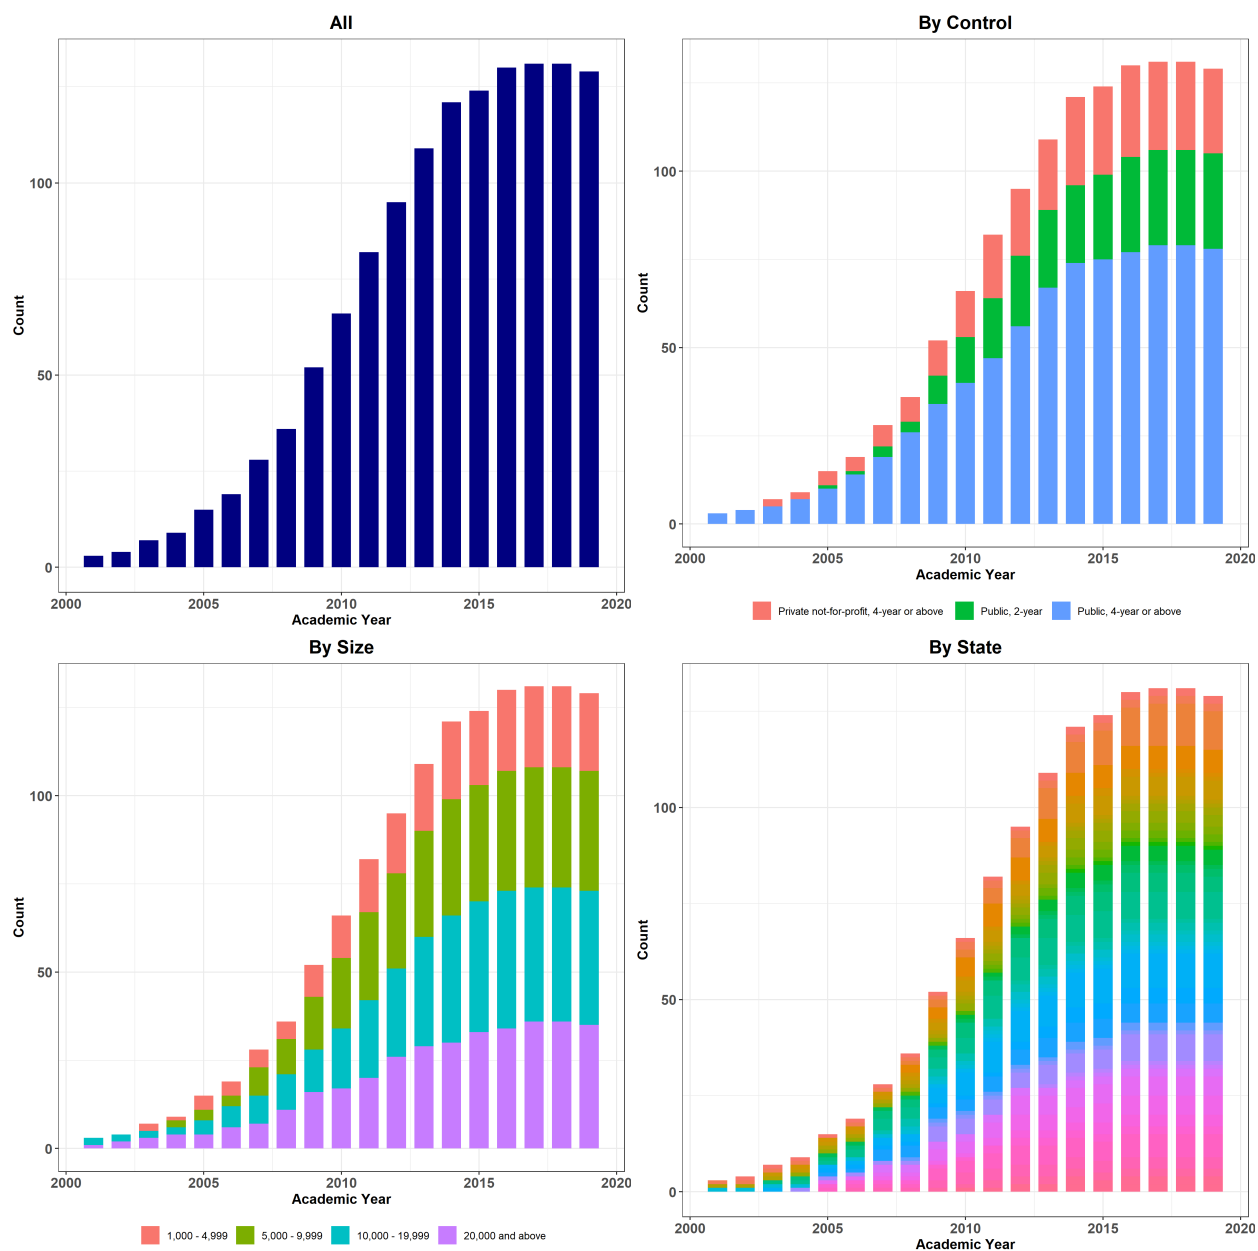 All
Count
100
50
0
2000 2005 2010 2015 2020
Academic Year
By Control
Count
100
50
0
2000 2005 2010 2015 2020
Academic Year
Private not-for-profit, 4-year or above Public, 2-year Public, 4-year or above
By Size
Count
100
50
0
2000 2005 2010 2015 2020
Academic Year
1,000 - 4,999 5,000 - 9,999 10,000 - 19,999 20,000 and above
By State
Count
100
50
0
2000 2005 2010 2015 2020
Academic Year